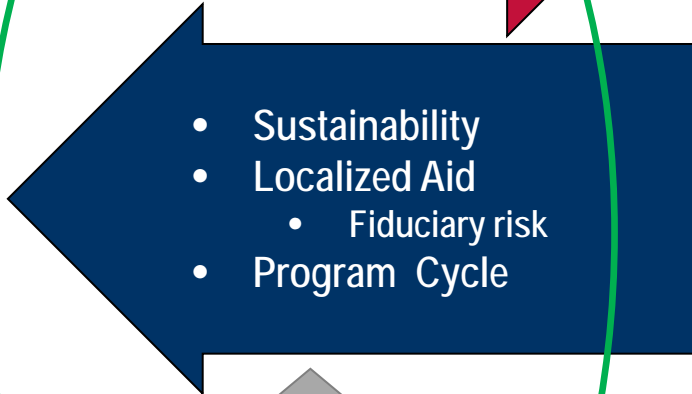 • Sustainability
• Localized Aid
• Fiduciary risk
• Program Cycle